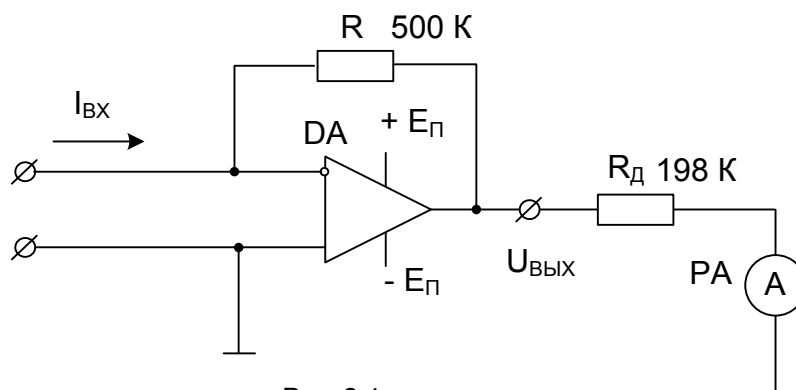 R 500 К
IВХ
DA
+ EП
RД 198 К
- EП
UВЫХ
PA
A